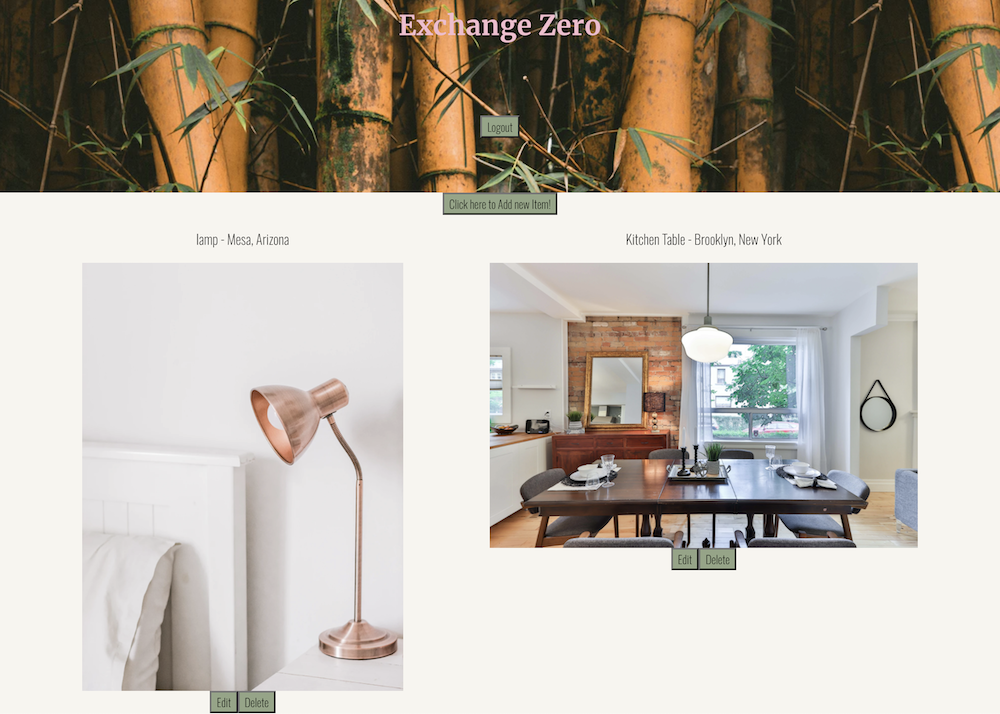 Exchange Zero
Logout
Click here to Add new Item!
lamp - Mesa, Arizona
Kitchen Table - Brooklyn, New York
Edit Delete
Edit Delete